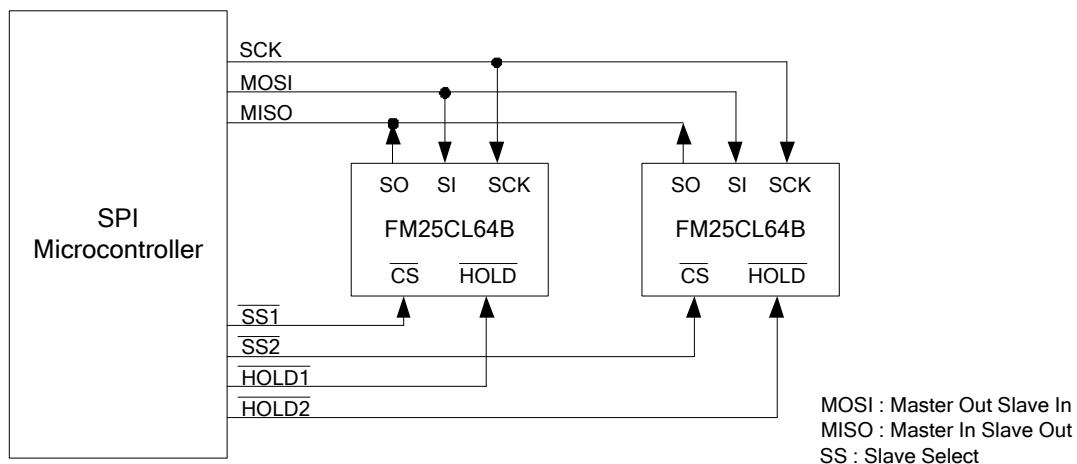 SCK
MOSI
MISO
SPI
Microcontroller
SO SI SCK
FM25CL64B
CS HOLD
SO SI SCK
FM25CL64B
CS HOLD
SS1
SS2
HOLD1
HOLD2
MOSI : Master Out Slave In
MISO : Master In Slave Out
SS : Slave Select